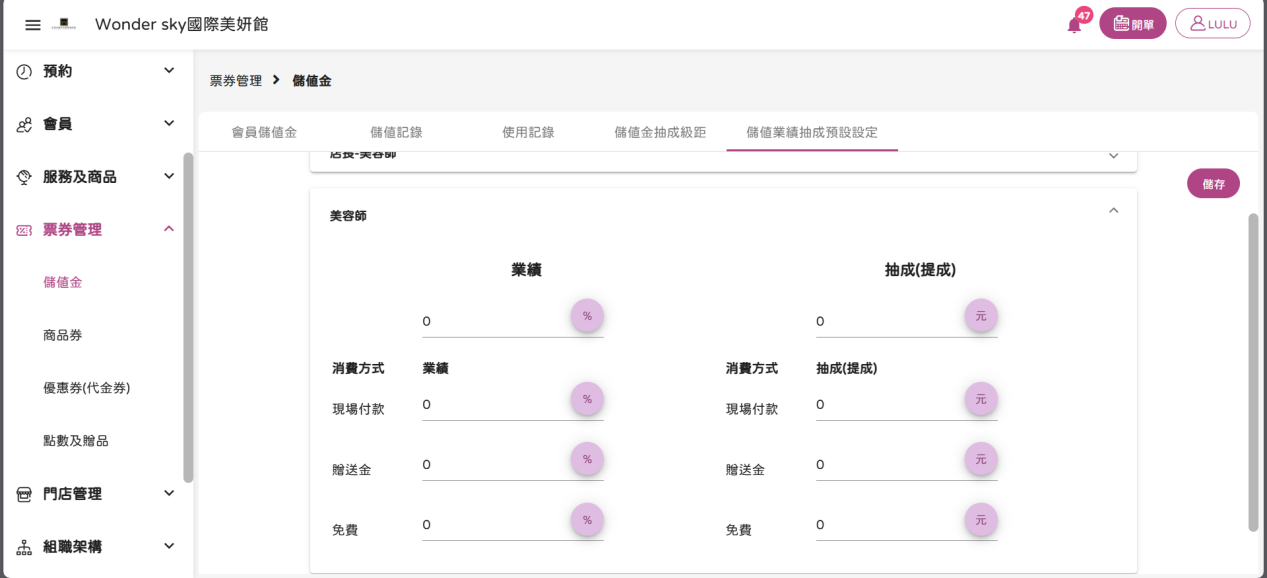 Wonder sky國際美妍館
47
開單
LULU
預約
會員
服務及商品
票券管理
儲值金
商品券
優惠券(代金券)
點數及贈品
門店管理
組職架構
票券管理 儲值金
會員儲值金 儲值記錄 使用記錄 儲值金抽成級距 儲值業績抽成預設設定
店長-美容師
儲存
美容師
業績 抽成(提成)
0 % 0 元
消費方式 業績 消費方式 抽成(提成)
現場付款 0 % 現場付款 0 元
贈送金 0 % 贈送金 0 元
免費 0 % 免費 0 元